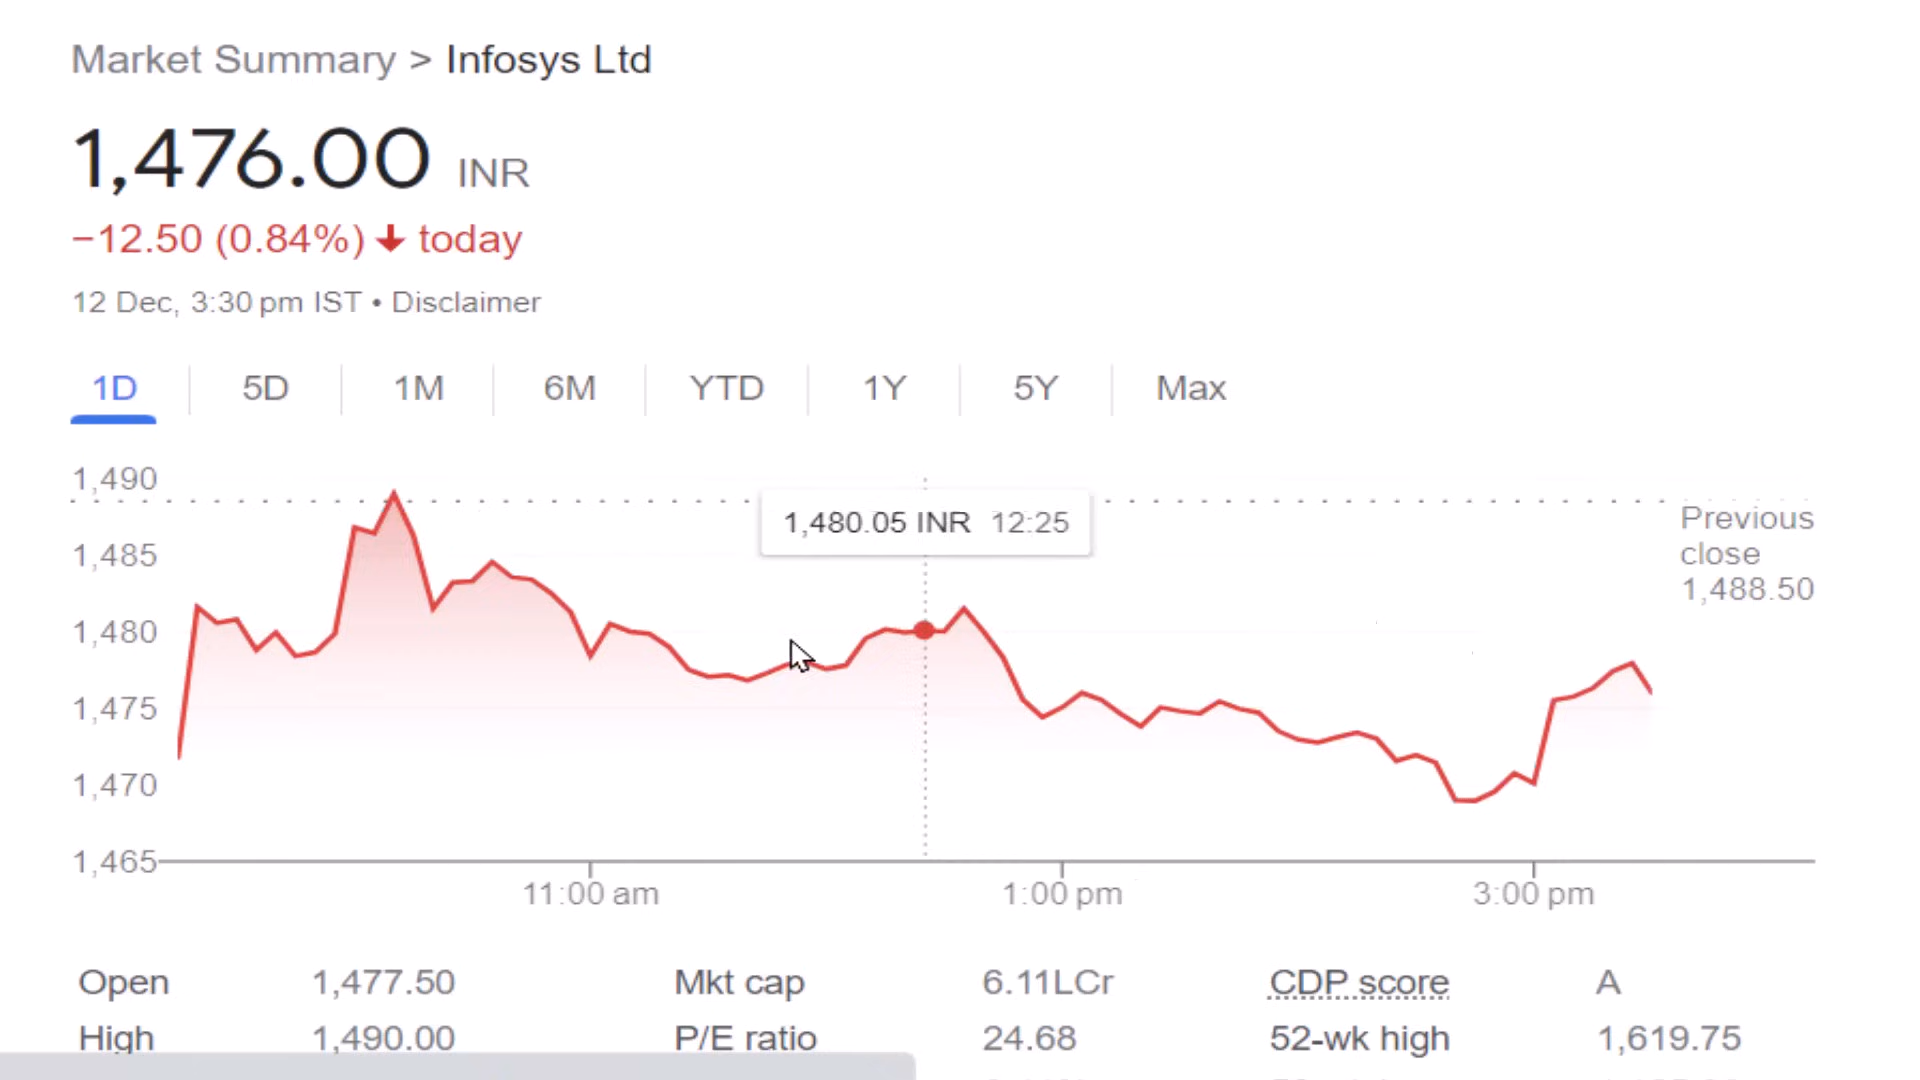 Market Summary > Infosys Ltd
1,476.00 INR
−12.50 (0.84%) ↓ today
12 Dec, 3:30 pm IST • Disclaimer
1D 5D 1M 6M YTD 1Y 5Y Max
1,490
1,485
1,480
1,475
1,470
1,465
1,480.05 INR 12:25
Previous
close
1,488.50
11:00 am 1:00 pm 3:00 pm
Open 1,477.50 Mkt cap 6.11LCr CDP score A
High 1,490.00 P/E ratio 24.68 52-wk high 1,619.75